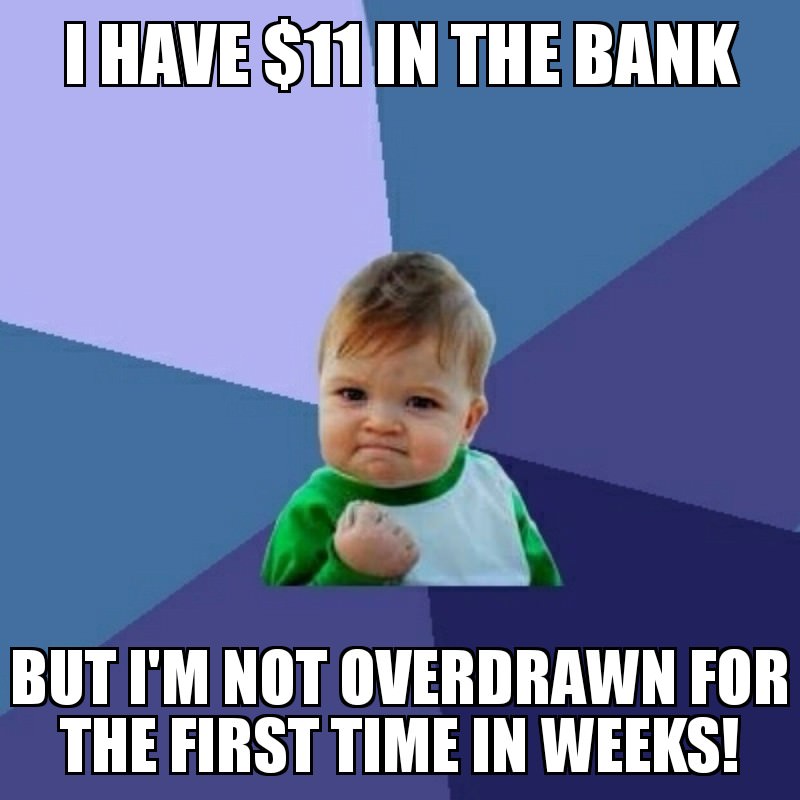 I HAVE $11 IN THE BANK
BUT I'M NOT OVERDRAWN FOR
THE FIRST TIME IN WEEKS!